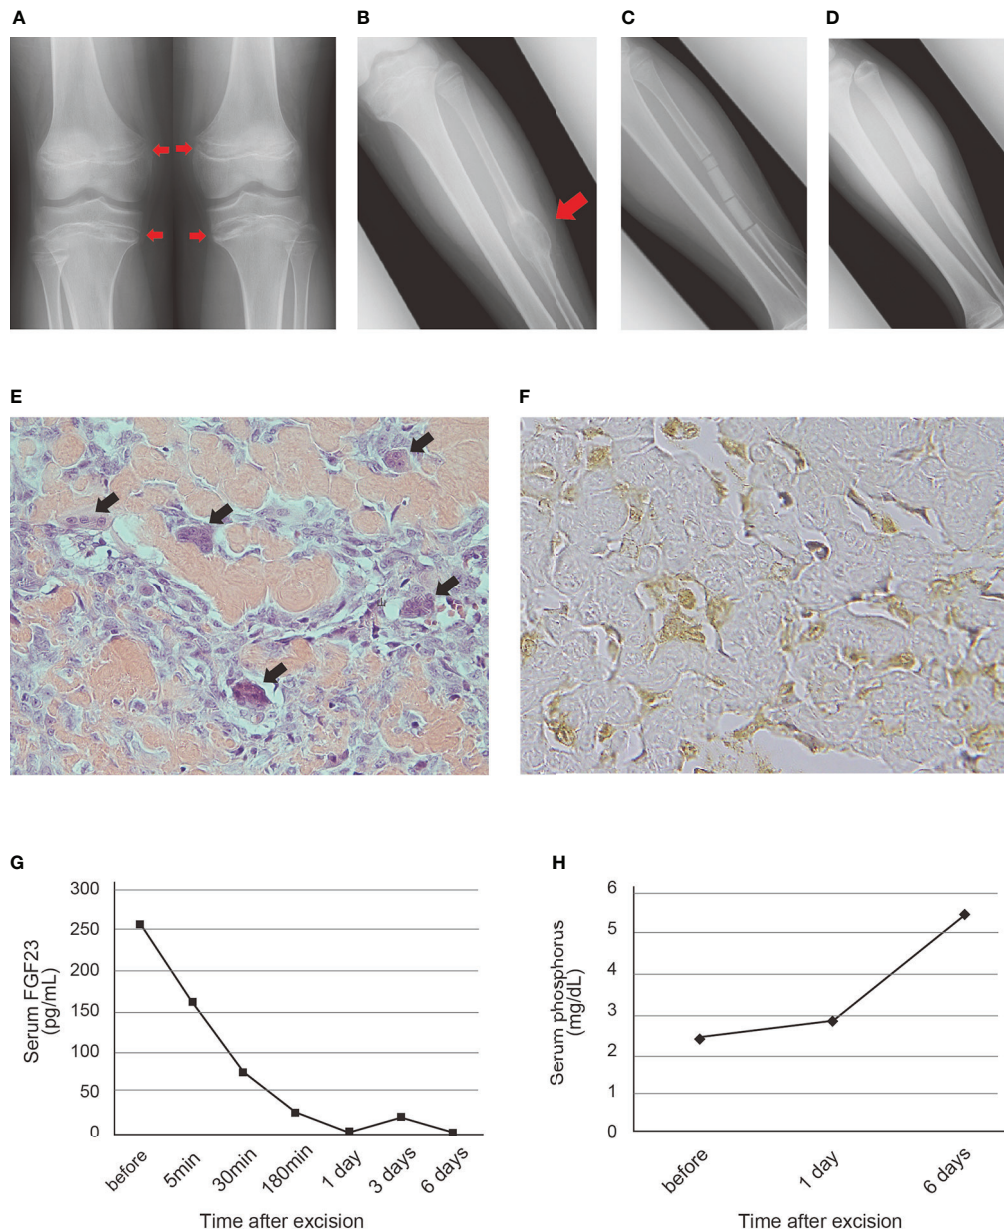 A
B
C
D
E
F
G
300
250
200
150
100
50
0
Serum FGF23
(pg/mL)
before
5min
30min
180min
1 day
3 days
6 days
Time after excision
H
6
5
4
3
2
1
0
Serum phosphorus
(mg/dL)
before
1 day
6 days
Time after excision